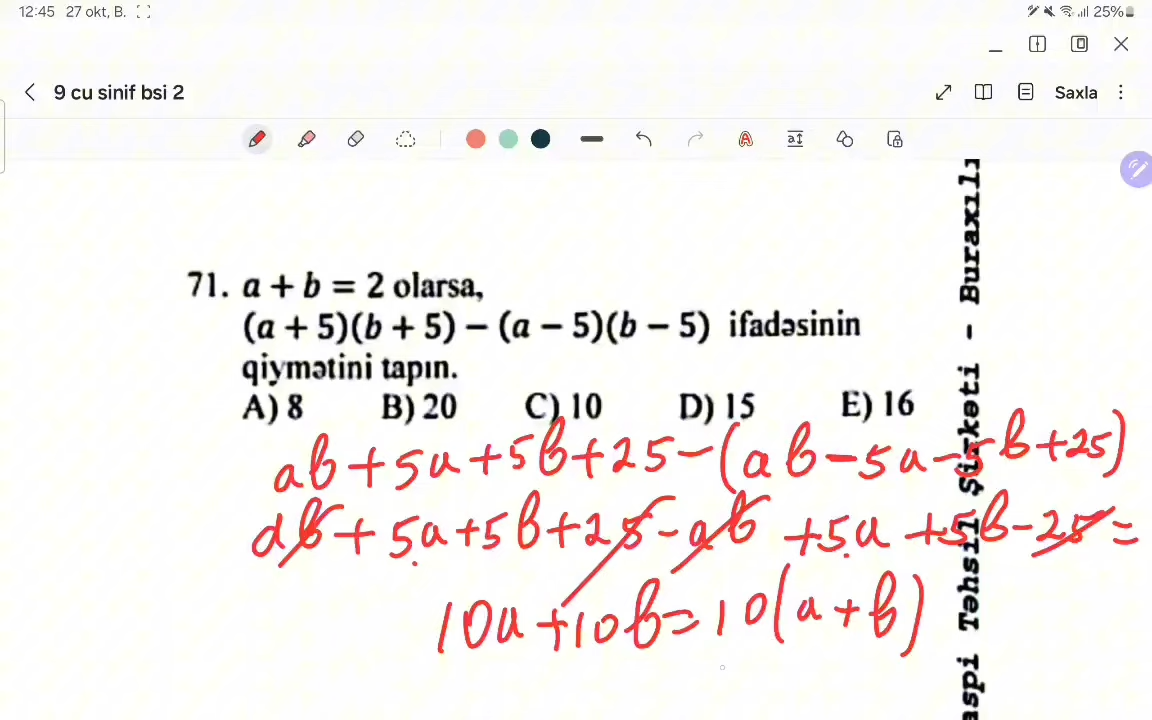 12:45 27 okt, B. 25%
9 cu sinif bsi 2 Saxla
71. a + b = 2 olarsa,
(a + 5)(b + 5) − (a − 5)(b − 5) ifadəsinin
qiymətini tapın.
A) 8 B) 20 C) 10 D) 15 E) 16
ab+5a+5b+25-(ab-5a-5b+25)
ab+5a+5b+25-ab +5a +5b-25=
10a+10b=10(a+b)
Təhsil Şirkəti - Buraxılı